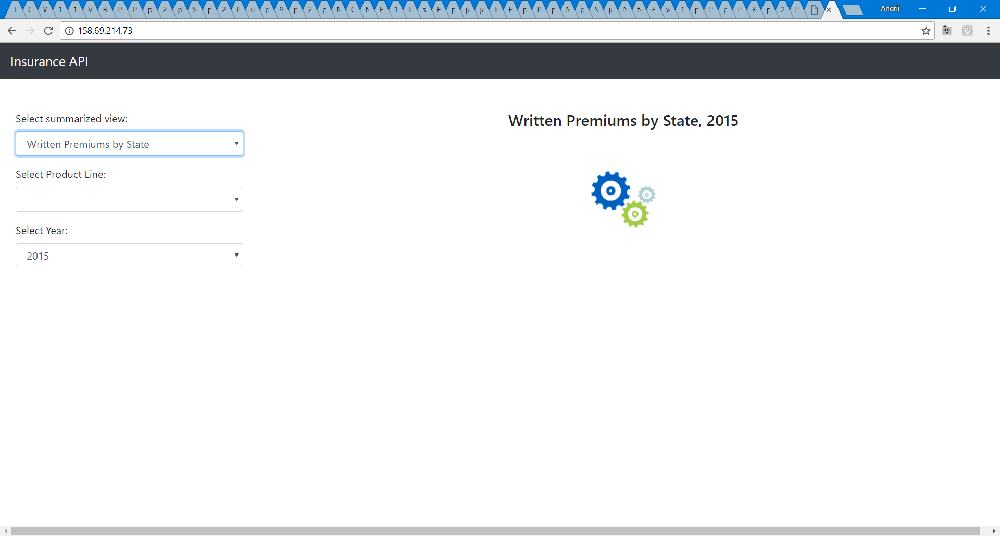 T C W 1 1 V B P P p 2 p S p 2 P u p 9 p 2 p M C N E 1 li s H p jo ja li H p P p M p S ja N fo E w 1 p P p P R p 2 P
Andrii
158.69.214.73
Insurance API
Select summarized view:
Written Premiums by State
Select Product Line:
Select Year:
2015
Written Premiums by State, 2015